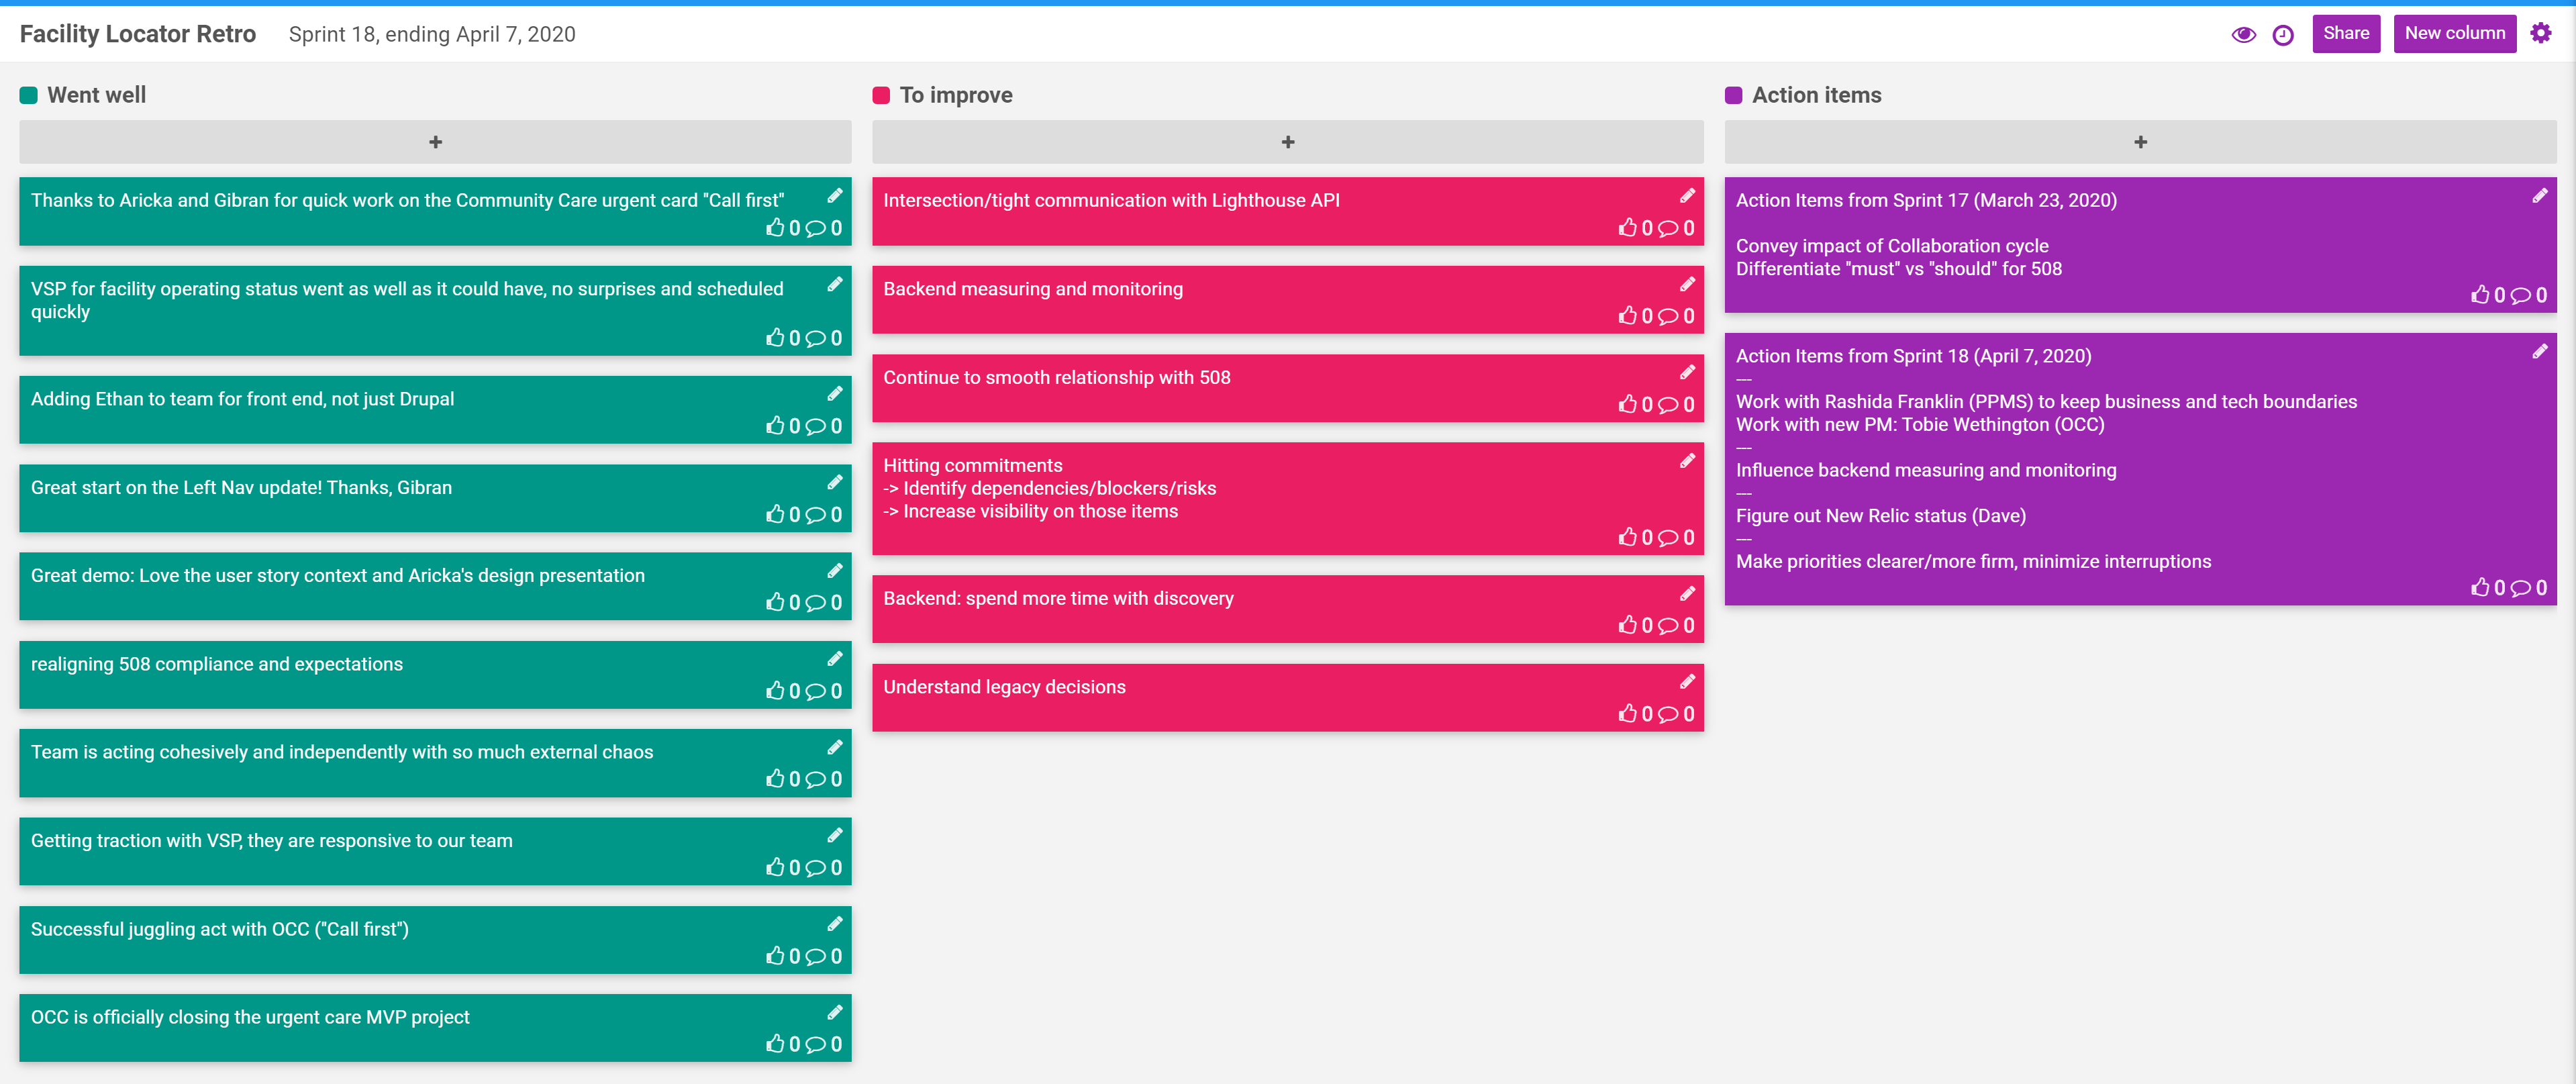 Facility Locator Retro
Sprint 18, ending April 7, 2020
Share
New column
Went well
+
Thanks to Aricka and Gibran for quick work on the Community Care urgent card "Call first"
0 0
VSP for facility operating status went as well as it could have, no surprises and scheduled
quickly
0 0
Adding Ethan to team for front end, not just Drupal
0 0
Great start on the Left Nav update! Thanks, Gibran
0 0
Great demo: Love the user story context and Aricka's design presentation
0 0
realigning 508 compliance and expectations
0 0
Team is acting cohesively and independently with so much external chaos
0 0
Getting traction with VSP, they are responsive to our team
0 0
Successful juggling act with OCC ("Call first")
0 0
OCC is officially closing the urgent care MVP project
0 0
To improve
+
Intersection/tight communication with Lighthouse API
0 0
Backend measuring and monitoring
0 0
Continue to smooth relationship with 508
0 0
Hitting commitments
-> Identify dependencies/blockers/risks
-> Increase visibility on those items
0 0
Backend: spend more time with discovery
0 0
Understand legacy decisions
0 0
Action items
+
Action Items from Sprint 17 (March 23, 2020)
Convey impact of Collaboration cycle
Differentiate "must" vs "should" for 508
0 0
Action Items from Sprint 18 (April 7, 2020)
---
Work with Rashida Franklin (PPMS) to keep business and tech boundaries
Work with new PM: Tobie Wethington (OCC)
---
Influence backend measuring and monitoring
---
Figure out New Relic status (Dave)
---
Make priorities clearer/more firm, minimize interruptions
0 0